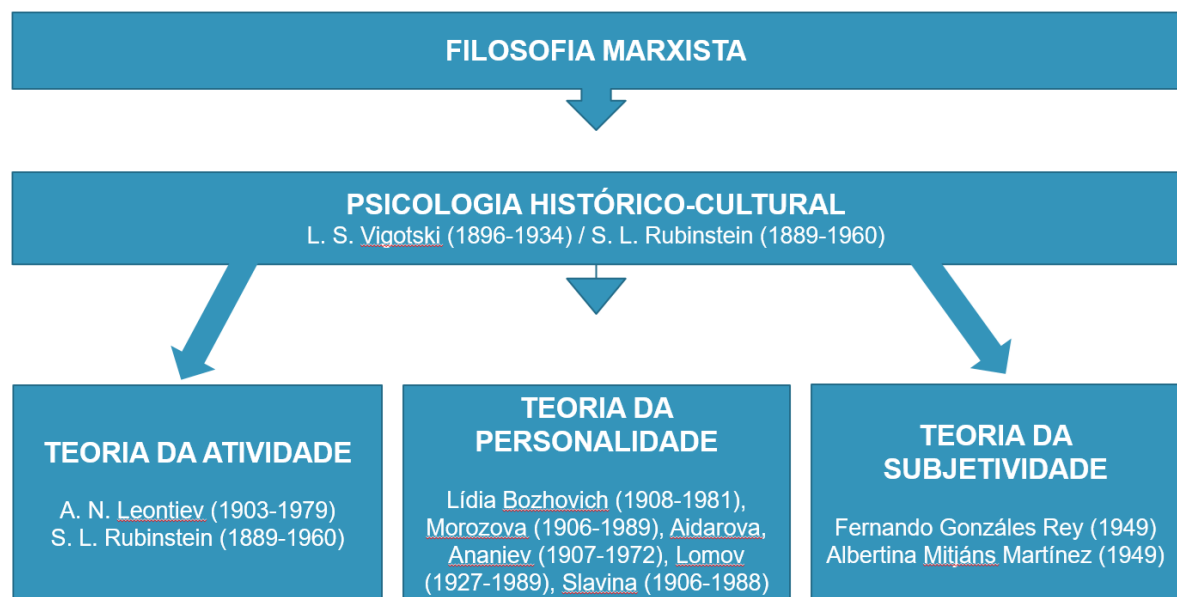 FILOSOFIA MARXISTA
PSICOLOGIA HISTÓRICO-CULTURAL
L. S. Vigotski (1896-1934) / S. L. Rubinstein (1889-1960)
TEORIA DA ATIVIDADE
A. N. Leontiev (1903-1979)
S. L. Rubinstein (1889-1960)
TEORIA DA
PERSONALIDADE
Lídia Bozhovich (1908-1981),
Morozova (1906-1989), Aidarova,
Ananiev (1907-1972), Lomov
(1927-1989), Slavina (1906-1988)
TEORIA DA
SUBJETIVIDADE
Fernando Gonzáles Rey (1949)
Albertina Mitjáns Martínez (1949)